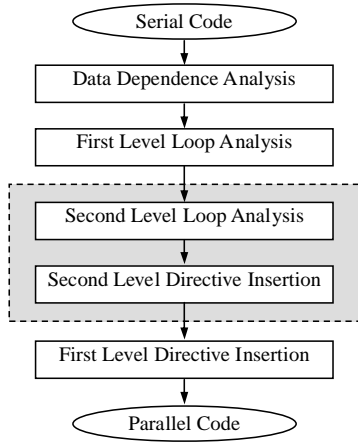 Serial Code
Data Dependence Analysis
First Level Loop Analysis
Second Level Loop Analysis
Second Level Directive Insertion
First Level Directive Insertion
Parallel Code